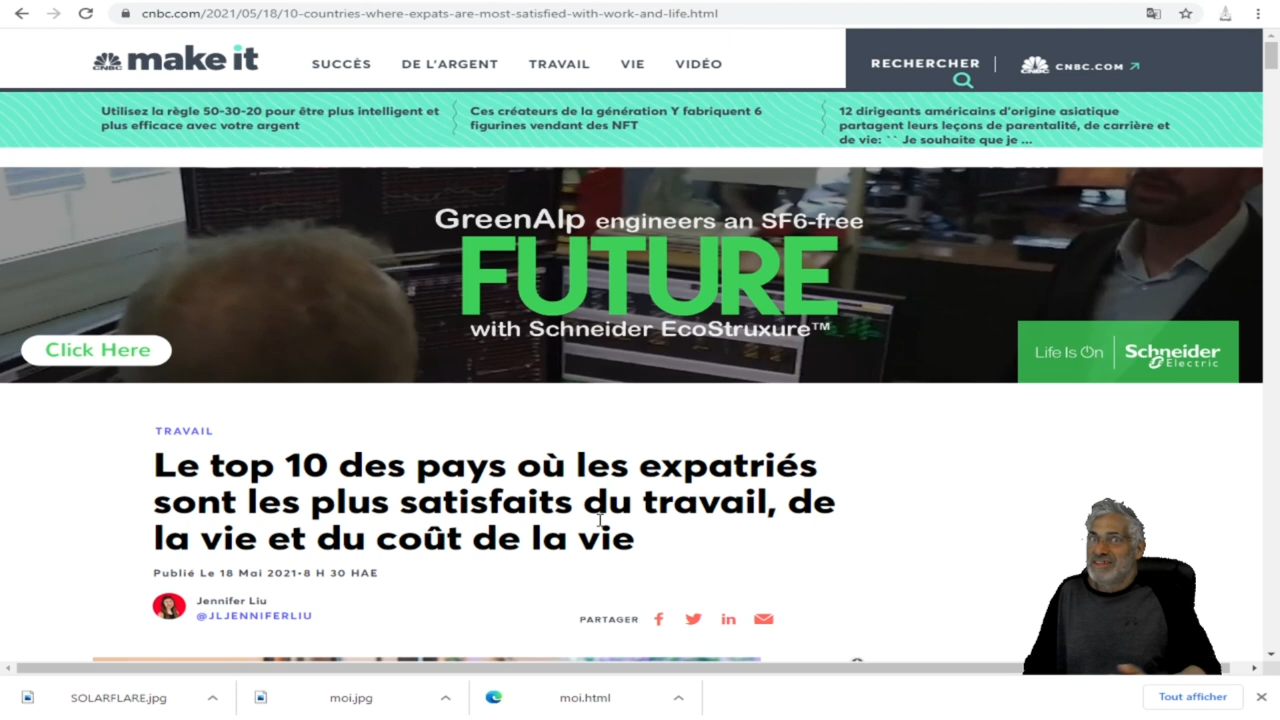 cnbc.com/2021/05/18/10-countries-where-expats-are-most-satisfied-with-work-and-life.html
CNBC make it
SUCCÈS DE L'ARGENT TRAVAIL VIE VIDÉO
RECHERCHER
CNBC.COM
Utilisez la règle 50-30-20 pour être plus intelligent et
plus efficace avec votre argent
Ces créateurs de la génération Y fabriquent 6
figurines vendant des NFT
12 dirigeants américains d'origine asiatique
partagent leurs leçons de parentalité, de carrière et
de vie: `` Je souhaite que je ...
GreenAlp engineers an SF6-free
FUTURE
with Schneider EcoStruxure™
Click Here
Life Is On
Schneider
Electric
TRAVAIL
Le top 10 des pays où les expatriés
sont les plus satisfaits du travail, de
la vie et du coût de la vie
Publié Le 18 Mai 2021•8 H 30 HAE
Jennifer Liu
@JLJENNIFERLIU
PARTAGER
SOLARFLARE.jpg
moi.jpg
moi.html
Tout afficher